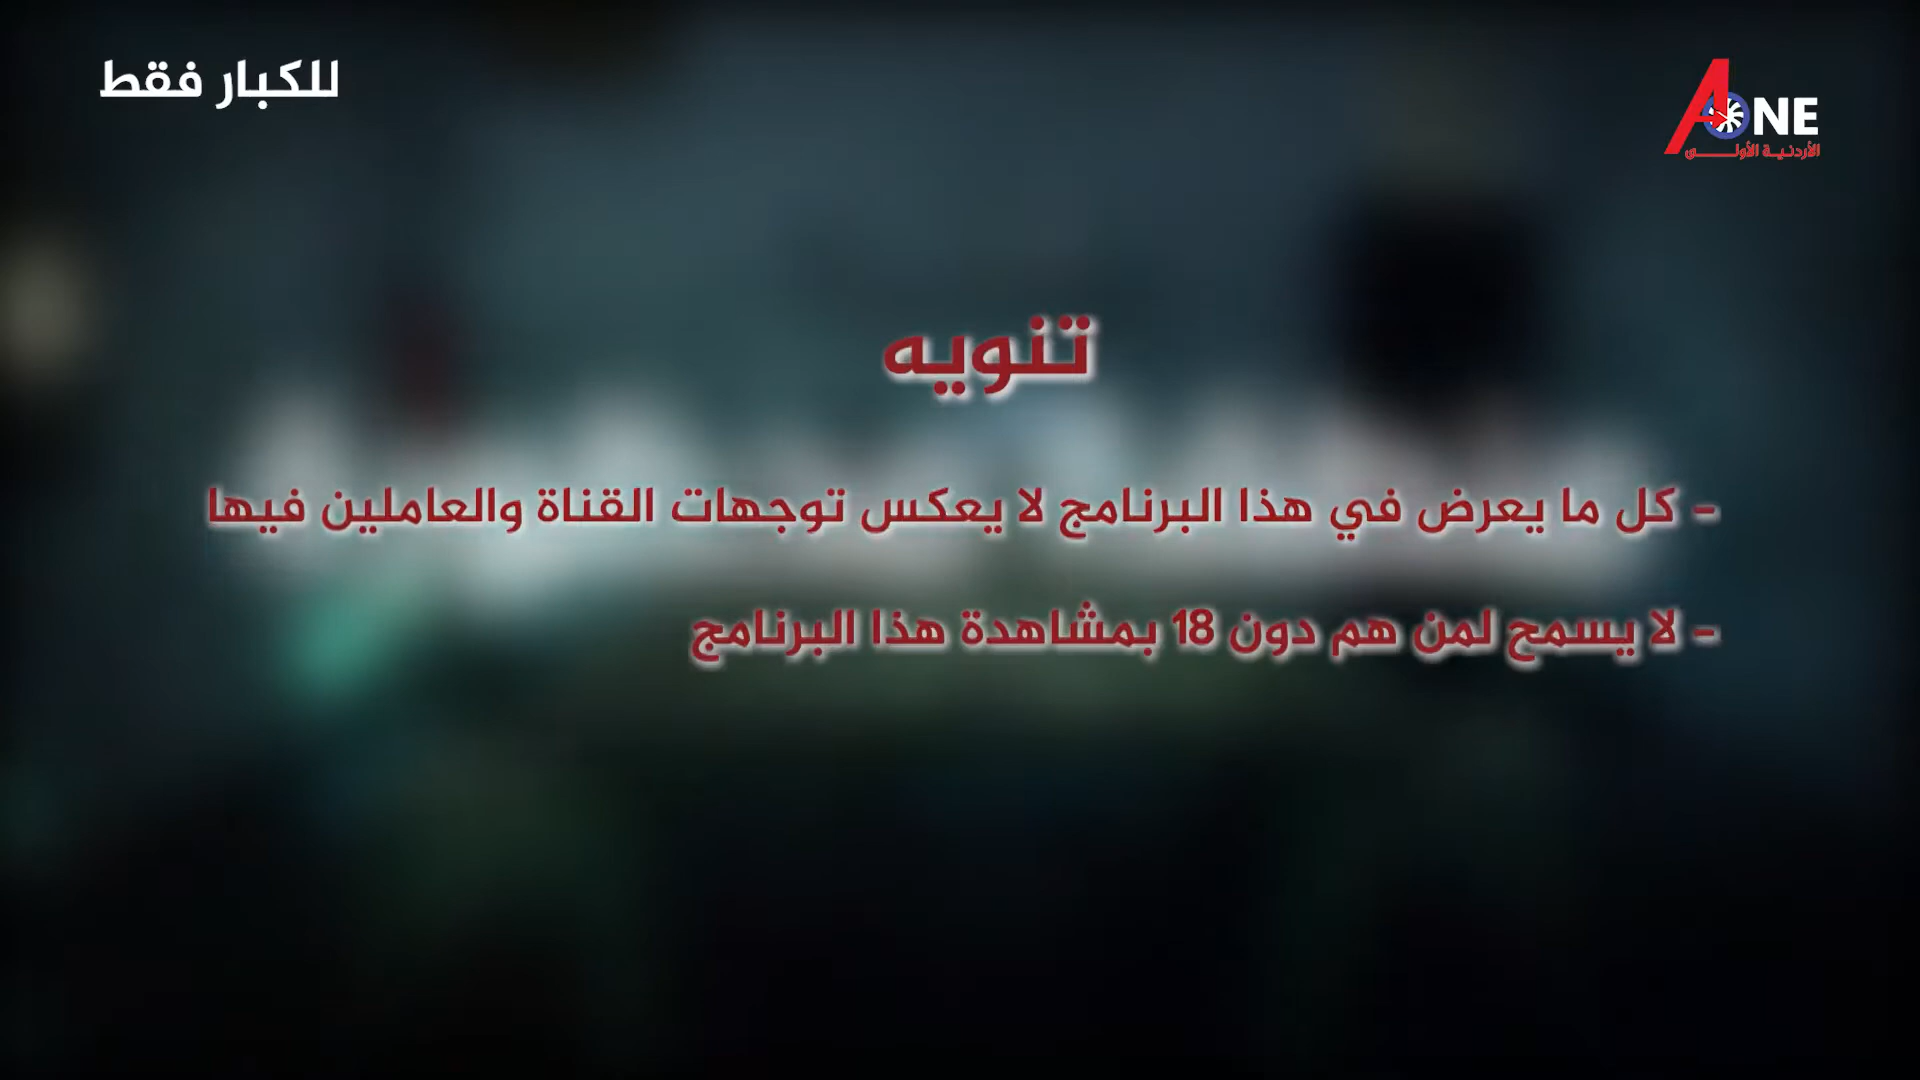 للكبار فقط
A ONE
الأردنية الأولى
تنويه
- كل ما يعرض في هذا البرنامج لا يعكس توجهات القناة والعاملين فيها
- لا يسمح لمن هم دون 18 بمشاهدة هذا البرنامج